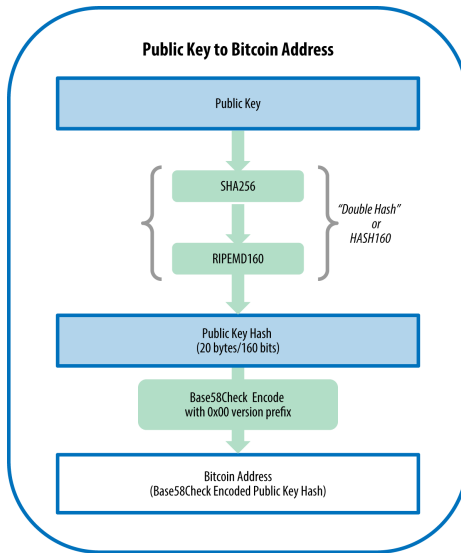 Public Key to Bitcoin Address
Public Key
SHA256
“Double Hash”
or
HASH160
RIPEMD160
Public Key Hash
(20 bytes/160 bits)
Base58Check Encode
with 0x00 version prefix
Bitcoin Address
(Base58Check Encoded Public Key Hash)